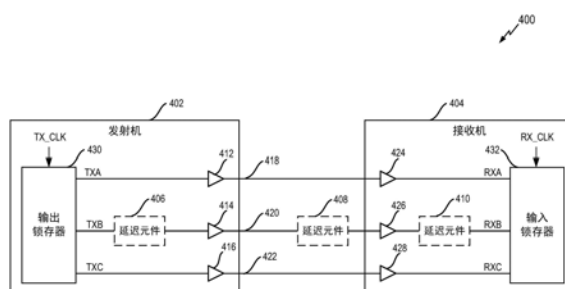 400
402
404
发射机
接收机
TX_CLK
430
412
418
424
432
RX_CLK
TXA
RXA
输出
锁存器
406
414
420
408
426
410
输入
锁存器
TXB
延迟元件
延迟元件
延迟元件
RXB
416
422
428
TXC
RXC